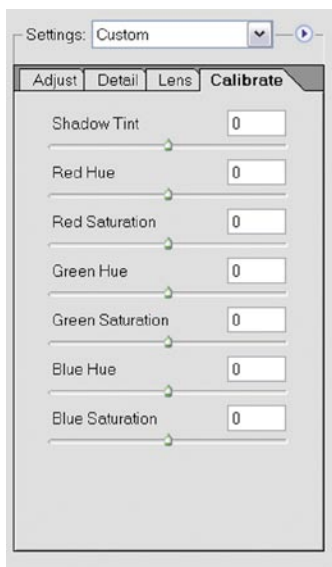 Settings: Custom
Adjust Detail Lens Calibrate
Shadow Tint 0
Red Hue 0
Red Saturation 0
Green Hue 0
Green Saturation 0
Blue Hue 0
Blue Saturation 0